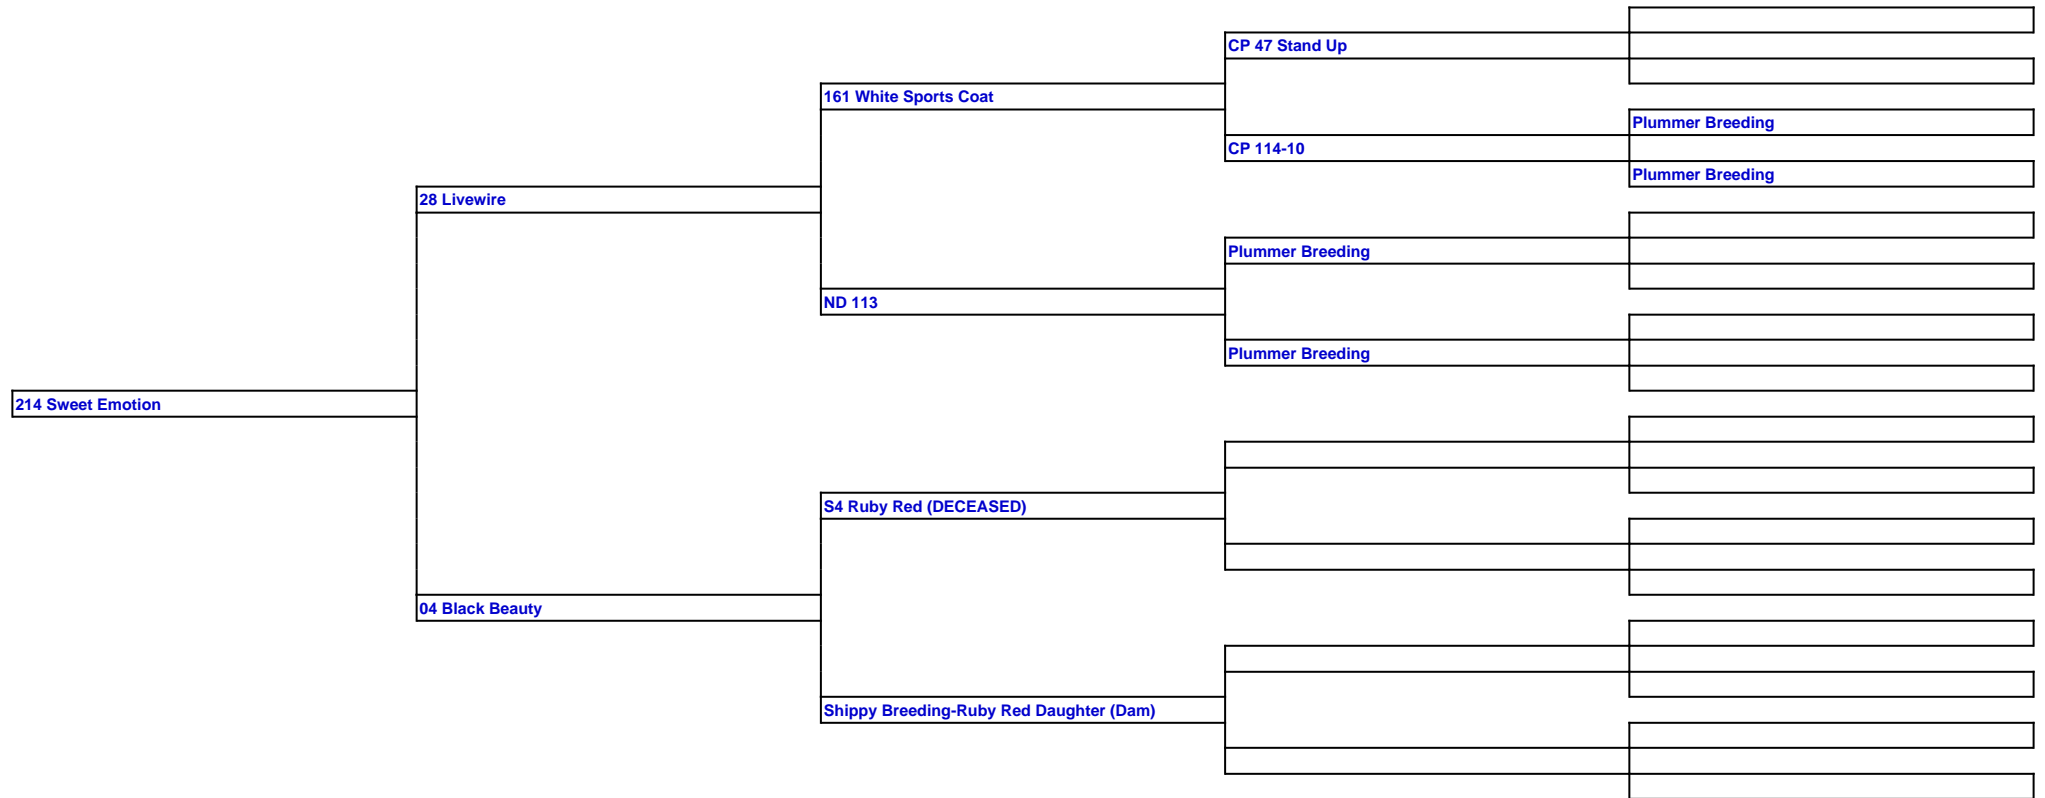 CP 47 Stand Up
161 White Sports Coat
Plummer Breeding
CP 114-10
Plummer Breeding
28 Livewire
Plummer Breeding
ND 113
Plummer Breeding
214 Sweet Emotion
S4 Ruby Red (DECEASED)
04 Black Beauty
Shippy Breeding-Ruby Red Daughter (Dam)